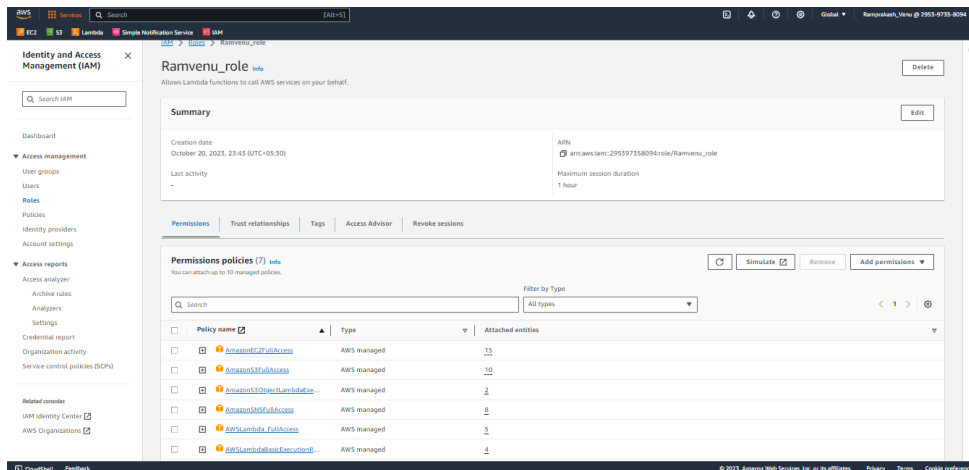 aws Services Search [Alt+S] Global ▼ Ramprakash_Venu @ 2953-9735-8094
EC2 S3 Lambda Simple Notification Service IAM
Identity and Access Management (IAM)
Search IAM
Dashboard
Access management
User groups
Users
Roles
Policies
Identity providers
Account settings
Access reports
Access analyzer
Archive rules
Analyzers
Settings
Credential report
Organization activity
Service control policies (SCPs)
Related consoles
IAM Identity Center
AWS Organizations
IAM > Roles > Ramvenu_role
Ramvenu_role Info
Delete
Allows Lambda functions to call AWS services on your behalf.
Summary
Edit
Creation date
October 20, 2023, 23:43 (UTC+05:30)
ARN
arn:aws:iam::295397358094:role/Ramvenu_role
Last activity
-
Maximum session duration
1 hour
Permissions Trust relationships Tags Access Advisor Revoke sessions
Permissions policies (7) Info
You can attach up to 10 managed policies.
Simulate Remove Add permissions ▼
Filter by Type
Search All types < 1 >
Policy name Type Attached entities
AmazonEC2FullAccess AWS managed 15
AmazonS3FullAccess AWS managed 10
AmazonS3ObjectLambdaExe... AWS managed 2
AmazonSNSFullAccess AWS managed 8
AWSLambda_FullAccess AWS managed 5
AWSLambdaBasicExecutionR... AWS managed 4
CloudShell Feedback © 2023, Amazon Web Services, Inc. or its affiliates. Privacy Terms Cookie preferences